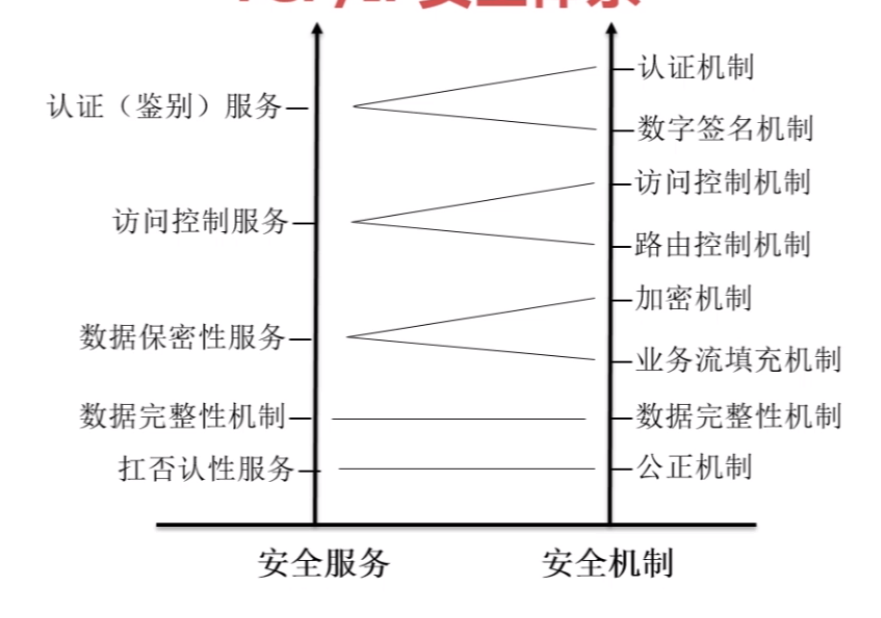 认证（鉴别）服务
访问控制服务
数据保密性服务
数据完整性机制
扛否认性服务
认证机制
数字签名机制
访问控制机制
路由控制机制
加密机制
业务流填充机制
数据完整性机制
公正机制
安全服务
安全机制